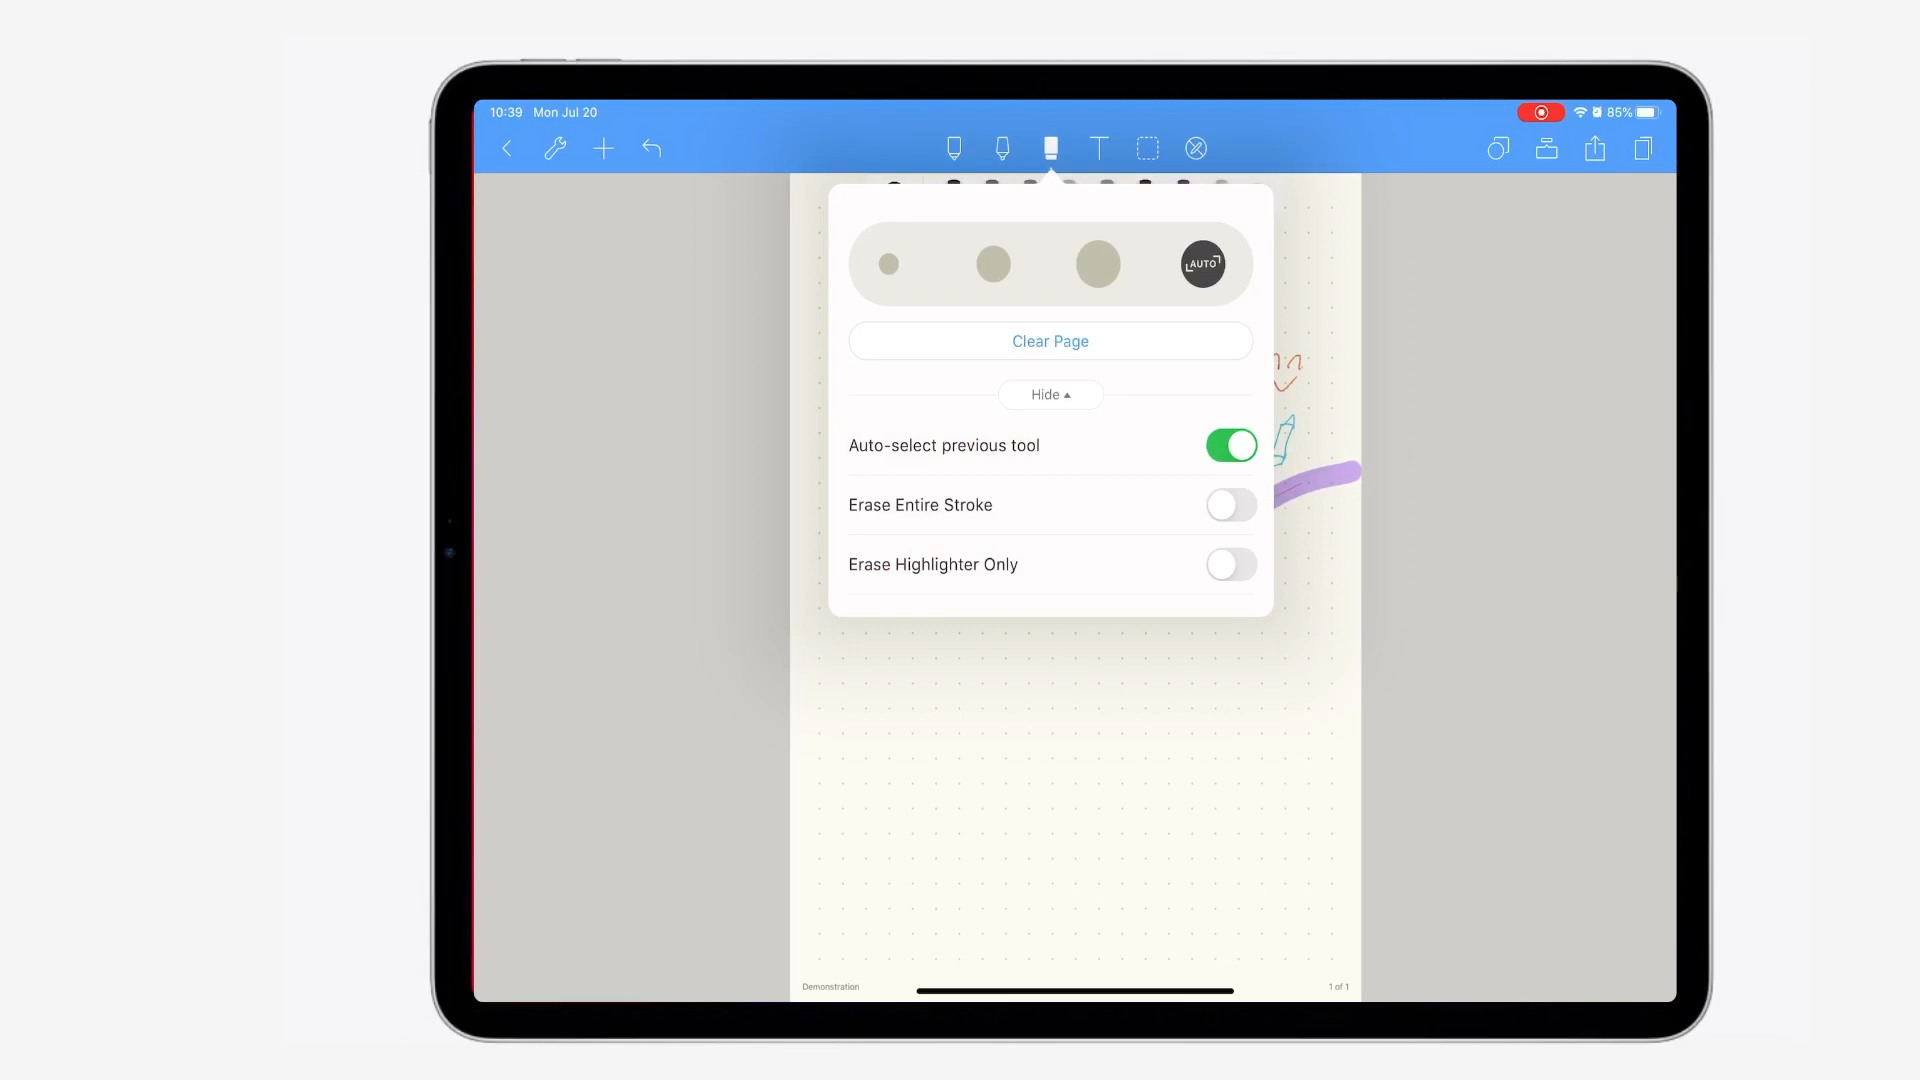 10:39 Mon Jul 20
85%
AUTO
Clear Page
Hide
Auto-select previous tool
Erase Entire Stroke
Erase Highlighter Only
Demonstration
1 of 1